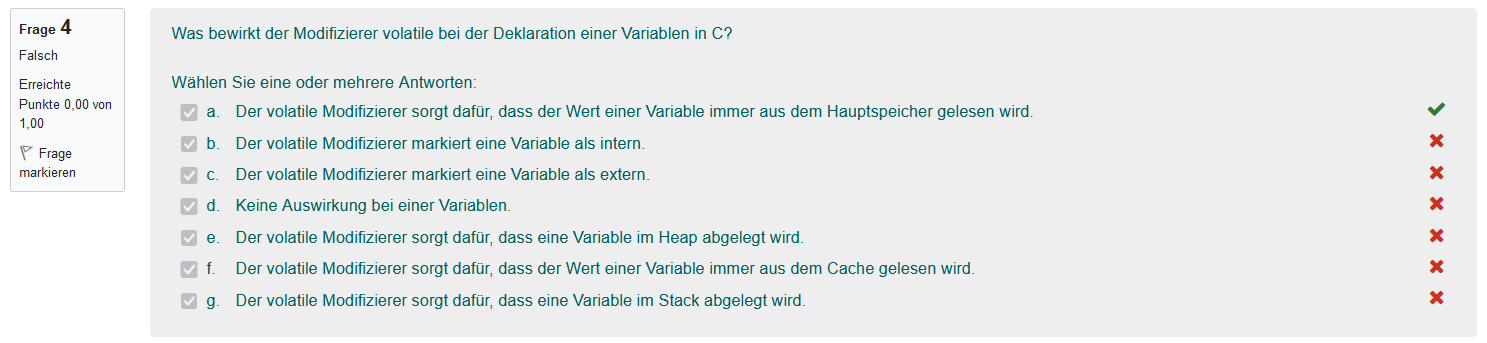 Frage 4
Falsch
Erreichte
Punkte 0,00 von
1,00
Frage
markieren
Was bewirkt der Modifizierer volatile bei der Deklaration einer Variablen in C?
Wählen Sie eine oder mehrere Antworten:
a. Der volatile Modifizierer sorgt dafür, dass der Wert einer Variable immer aus dem Hauptspeicher gelesen wird.
b. Der volatile Modifizierer markiert eine Variable als intern.
c. Der volatile Modifizierer markiert eine Variable als extern.
d. Keine Auswirkung bei einer Variablen.
e. Der volatile Modifizierer sorgt dafür, dass eine Variable im Heap abgelegt wird.
f. Der volatile Modifizierer sorgt dafür, dass der Wert einer Variable immer aus dem Cache gelesen wird.
g. Der volatile Modifizierer sorgt dafür, dass eine Variable im Stack abgelegt wird.